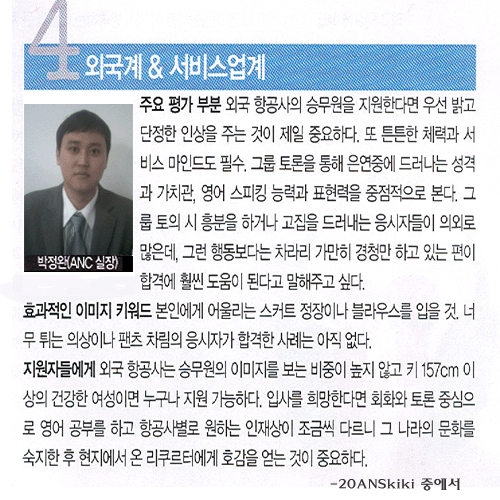 4
외국계 & 서비스업계
주요 평가 부분 외국 항공사의 승무원을 지원한다면 우선 밝고
단정한 인상을 주는 것이 제일 중요하다. 또 튼튼한 체력과 서
비스 마인드도 필수. 그룹 토론을 통해 은연중에 드러나는 성격
과 가치관, 영어 스피킹 능력과 표현력을 중점적으로 본다. 그
룹 토의 시 흥분을 하거나 고집을 드러내는 응시자들이 의외로
많은데, 그런 행동보다는 차라리 가만히 경청만 하고 있는 편이
합격에 훨씬 도움이 된다고 말해주고 싶다.
박정완(ANC 실장)
효과적인 이미지 키워드 본인에게 어울리는 스커트 정장이나 블라우스를 입을 것. 너
무 튀는 의상이나 팬츠 차림의 응시자가 합격한 사례는 아직 없다.
지원자들에게 외국 항공사는 승무원의 이미지를 보는 비중이 높지 않고 키 157cm 이
상의 건강한 여성이면 누구나 지원 가능하다. 입사를 희망한다면 회화와 토론 중심으
로 영어 공부를 하고 항공사별로 원하는 인재상이 조금씩 다르니 그 나라의 문화를
숙지한 후 현지에서 온 리쿠르터에게 호감을 얻는 것이 중요하다.
-20ANSkiki 중에서